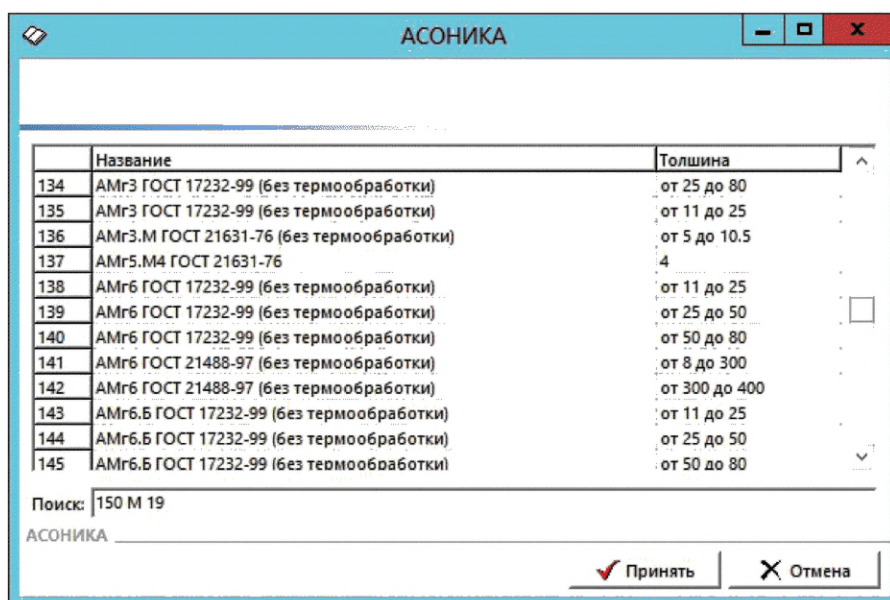 АСОНИКА
Название Толшина
134 АМг3 ГОСТ 17232-99 (без термообработки) от 25 до 80
135 АМг3 ГОСТ 17232-99 (без термообработки) от 11 до 25
136 АМг3.М ГОСТ 21631-76 (без термообработки) от 5 до 10.5
137 АМг5.М4 ГОСТ 21631-76 4
138 АМг6 ГОСТ 17232-99 (без термообработки) от 11 до 25
139 АМг6 ГОСТ 17232-99 (без термообработки) от 25 до 50
140 АМг6 ГОСТ 17232-99 (без термообработки) от 50 до 80
141 АМг6 ГОСТ 21488-97 (без термообработки) от 8 до 300
142 АМг6 ГОСТ 21488-97 (без термообработки) от 300 до 400
143 АМг6.Б ГОСТ 17232-99 (без термообработки) от 11 до 25
144 АМг6.Б ГОСТ 17232-99 (без термообработки) от 25 до 50
145 АМг6.Б ГОСТ 17232-99 (без термообработки) от 50 до 80
Поиск: 150 М 19
АСОНИКА
Принять Отмена